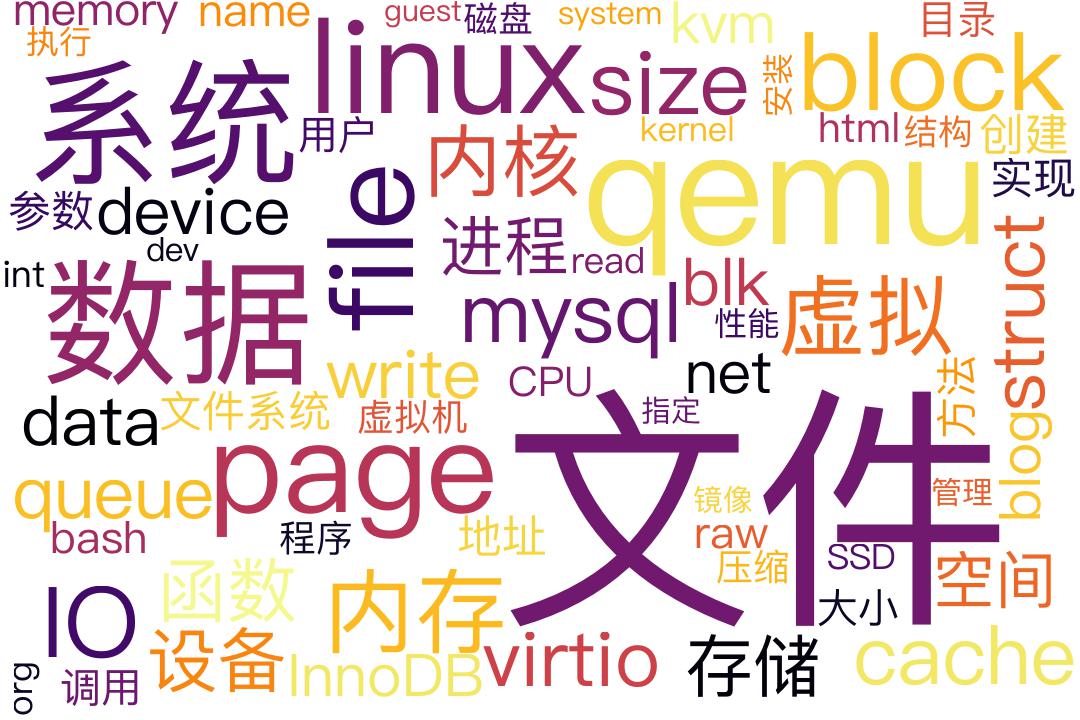 memory
name
guest
磁盘
system
kvm
目录
执行
系统
linux
size
安装
block
用户
kernel
html
结构
创建
内核
qemu
实现
参数
device
file
进程
read
struct
dev
int
数据
mysql
blk
性能
虚拟
write
CPU
net
方法
data
文件系统
虚拟机
指定
文件
blog
queue
page
bash
程序
地址
镜像
raw
管理
压缩
SSD
空间
函数
内存
大小
IO
设备
InnoDB
virtio
存储
cache
org
调用